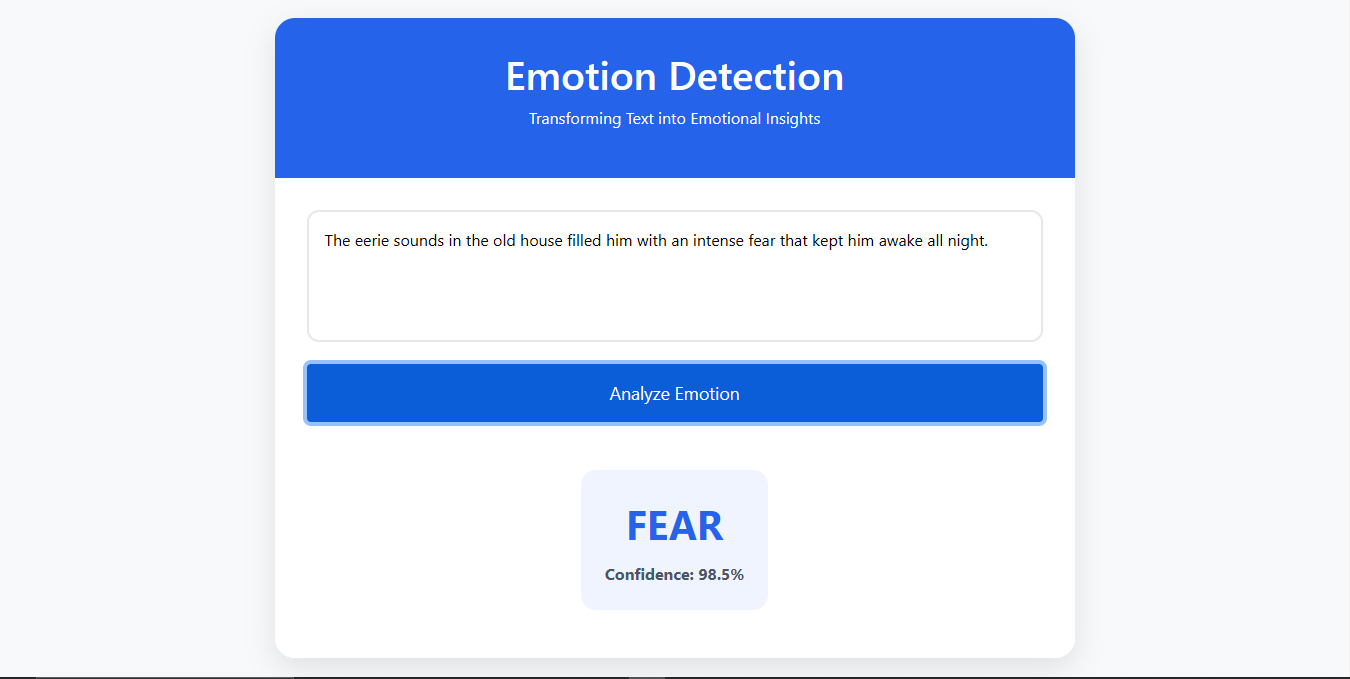 Emotion Detection
Transforming Text into Emotional Insights
The eerie sounds in the old house filled him with an intense fear that kept him awake all night.
Analyze Emotion
FEAR
Confidence: 98.5%